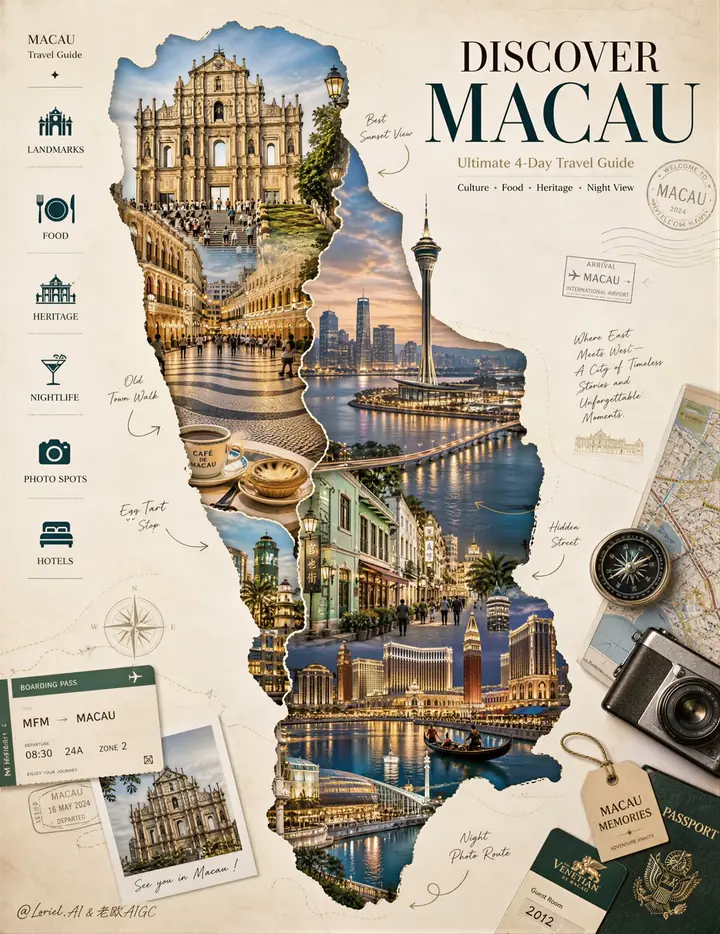 MACAU
Travel Guide
LANDMARKS
FOOD
HERITAGE
NIGHTLIFE
PHOTO SPOTS
HOTELS
DISCOVER
MACAU
Ultimate 4-Day Travel Guide
Culture • Food • Heritage • Night View
WELCOME TO
MACAU
2024
ARRIVAL
MACAU
INTERNATIONAL AIRPORT
Best
Sunset View
Where East
Meets West—
A City of Timeless
Stories and
Unforgettable
Moments.
Old
Town Walk
CAFÉ
DE
MACAU
Egg Tart
Stop
Hidden
Street
N
W
E
BOARDING PASS
MFM → MACAU
DEPARTURE
08:30
24A
ZONE 2
ENJOY YOUR JOURNEY
MACAU
16 MAY 2024
DEPARTED
See you in Macau !
Night
Photo Route
MACAU
MEMORIES
ADVENTURE AWAITS
PASSPORT
VENETIAN
Guest Room
2012
@Loriel.AI & 老欧AIGC